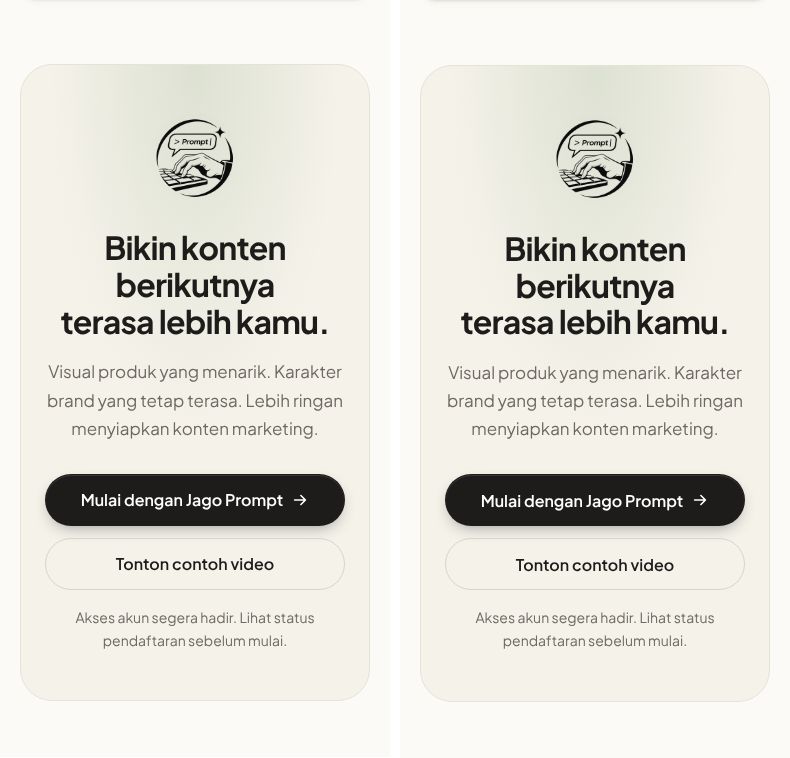 > Prompt|
Bikin konten
berikutnya
terasa lebih kamu.
Visual produk yang menarik. Karakter
brand yang tetap terasa. Lebih ringan
menyiapkan konten marketing.
Mulai dengan Jago Prompt →
Tonton contoh video
Akses akun segera hadir. Lihat status
pendaftaran sebelum mulai.
> Prompt|
Bikin konten
berikutnya
terasa lebih kamu.
Visual produk yang menarik. Karakter
brand yang tetap terasa. Lebih ringan
menyiapkan konten marketing.
Mulai dengan Jago Prompt →
Tonton contoh video
Akses akun segera hadir. Lihat status
pendaftaran sebelum mulai.